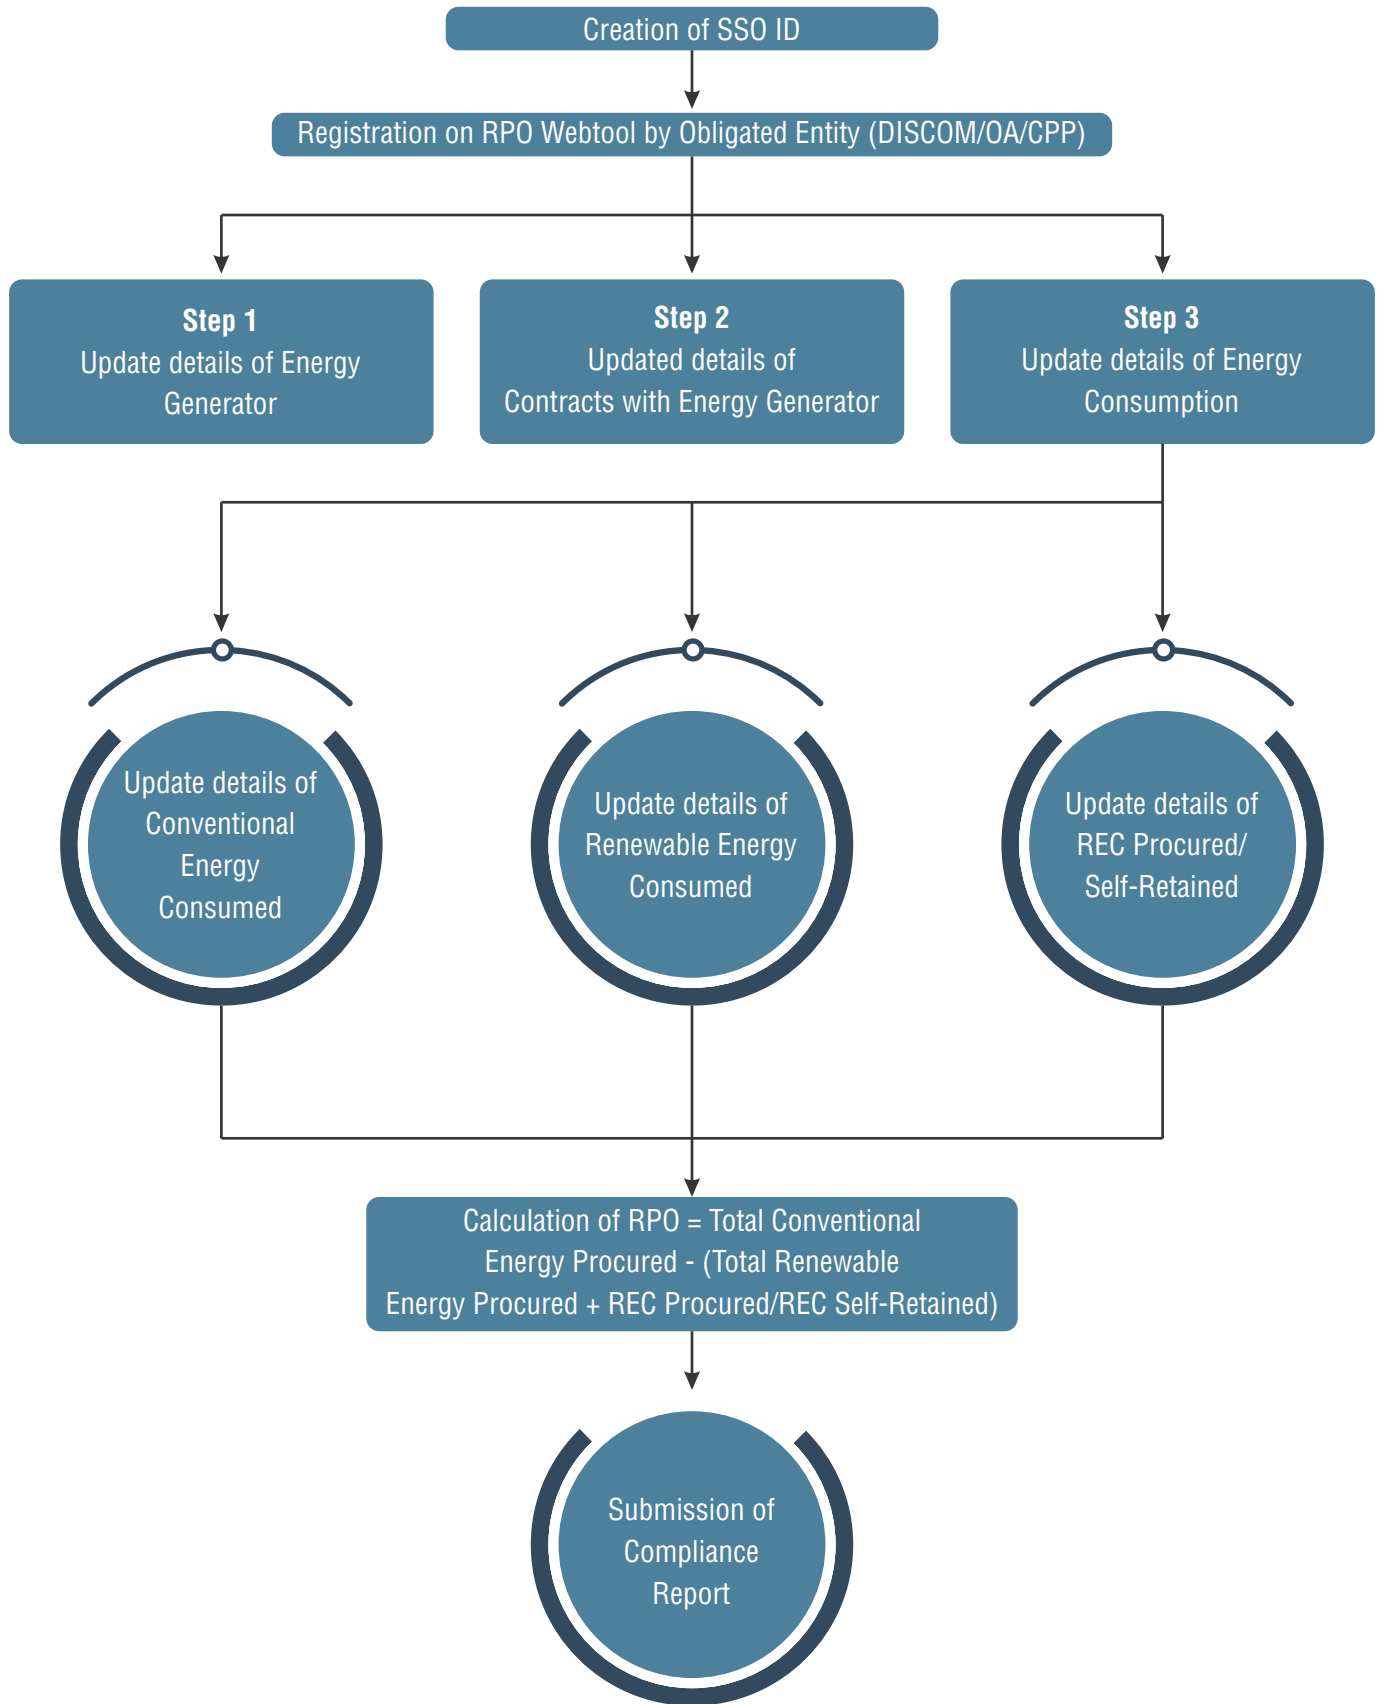 Creation of SSO ID
Registration on RPO Webtool by Obligated Entity (DISCOM/OA/CPP)
Step 1
Update details of Energy
Generator
Step 2
Updated details of
Contracts with Energy Generator
Step 3
Update details of Energy
Consumption
Update details of
Conventional
Energy
Consumed
Update details of
Renewable Energy
Consumed
Update details of
REC Procured/
Self-Retained
Calculation of RPO = Total Conventional
Energy Procured - (Total Renewable
Energy Procured + REC Procured/REC Self-Retained)
Submission of
Compliance
Report